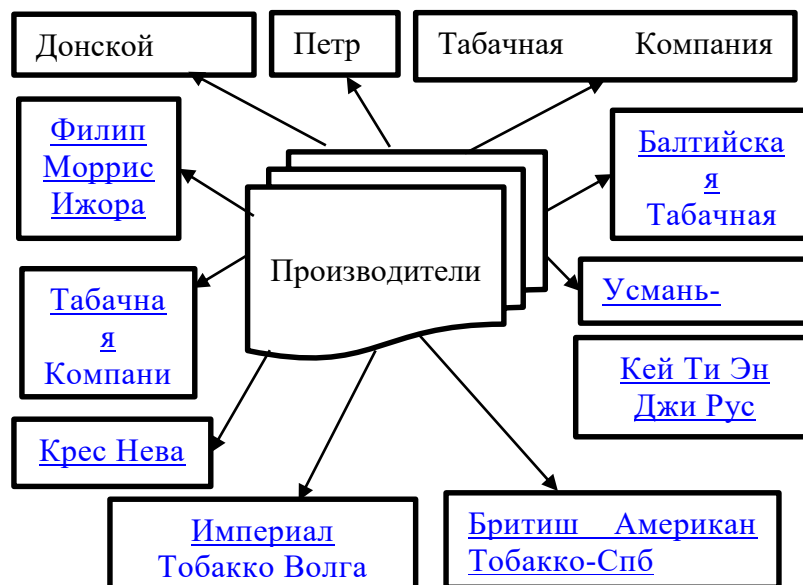 Донской
Петр
Табачная Компания
Филип
Моррис
Ижора
Балтийска
я
Табачная
Производители
Табачна
я
Компани
Усмань-
Кей Ти Эн
Джи Рус
Крес Нева
Империал
Тобакко Волга
Бритиш Американ
Тобакко-Спб